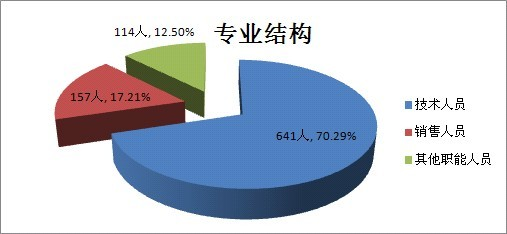 专业结构
114人, 12.50%
157人, 17.21%
641人, 70.29%
技术人员
销售人员
其他职能人员